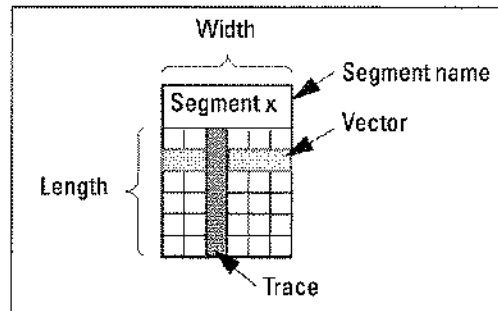 Width
Segment name
Segment x
Vector
Length
Trace